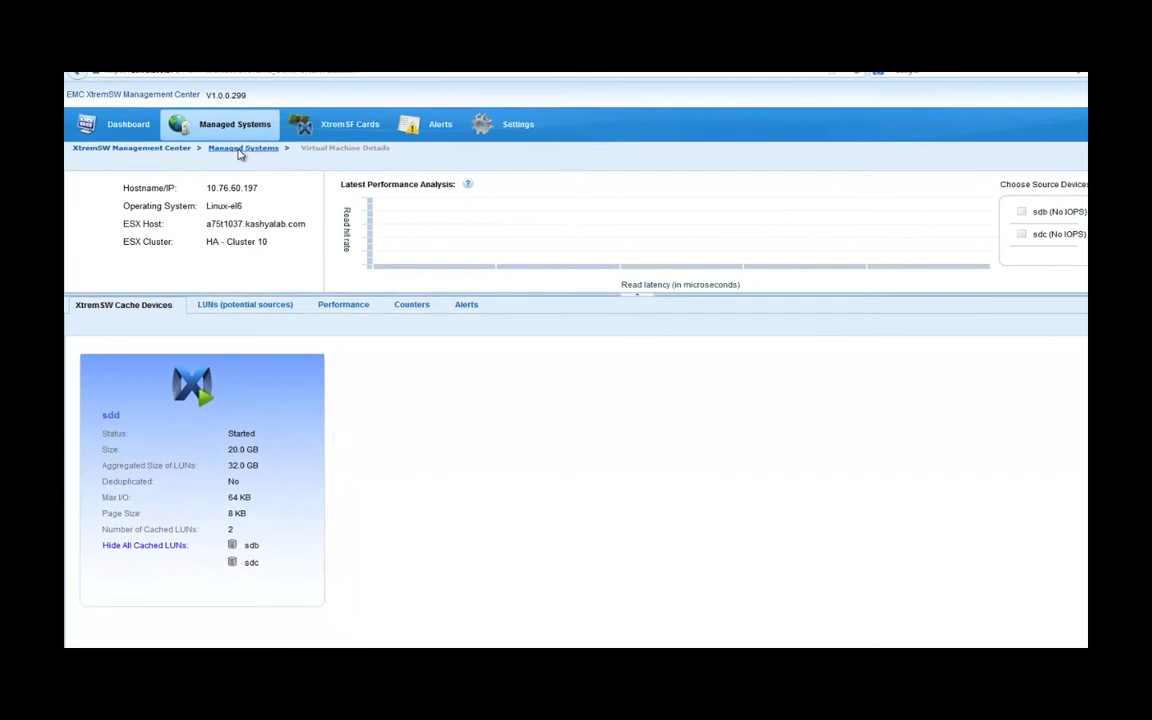 EMC XtremSW Management Center V1.0.0.299
Dashboard Managed Systems XtremSF Cards Alerts Settings
XtremSW Management Center > Managed Systems > Virtual Machine Details
Hostname/IP: 10.76.60.197
Operating System: Linux-el6
ESX Host: a75t1037.kashyalab.com
ESX Cluster: HA - Cluster 10
Latest Performance Analysis: ?
Read hit rate
Read latency (in microseconds)
Choose Source Devices
sdb (No IOPS)
sdc (No IOPS)
XtremSW Cache Devices LUNs (potential sources) Performance Counters Alerts
sdd
Status: Started
Size: 20.0 GB
Aggregated Size of LUNs: 32.0 GB
Deduplicated: No
Max I/O: 64 KB
Page Size: 8 KB
Number of Cached LUNs: 2
Hide All Cached LUNs: sdb
sdc